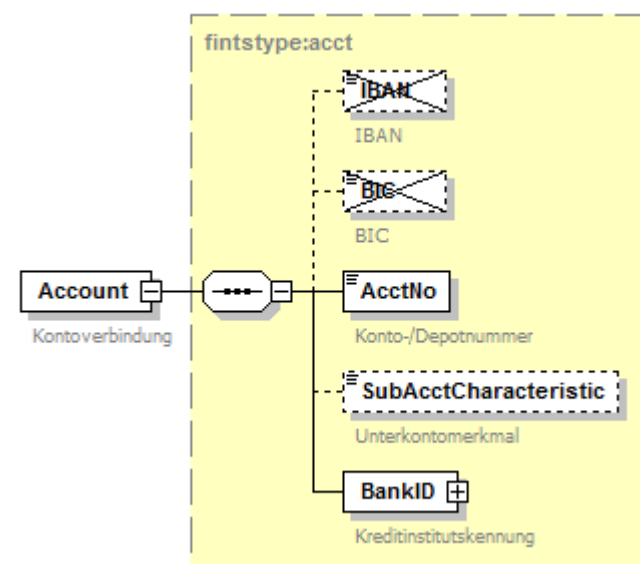 fintstype:acct
IBAN
IBAN
BIC
BIC
Account
Kontoverbindung
AcctNo
Konto-/Depotnummer
SubAcctCharacteristic
Unterkontomerkmal
BankID
Kreditinstitutskennung